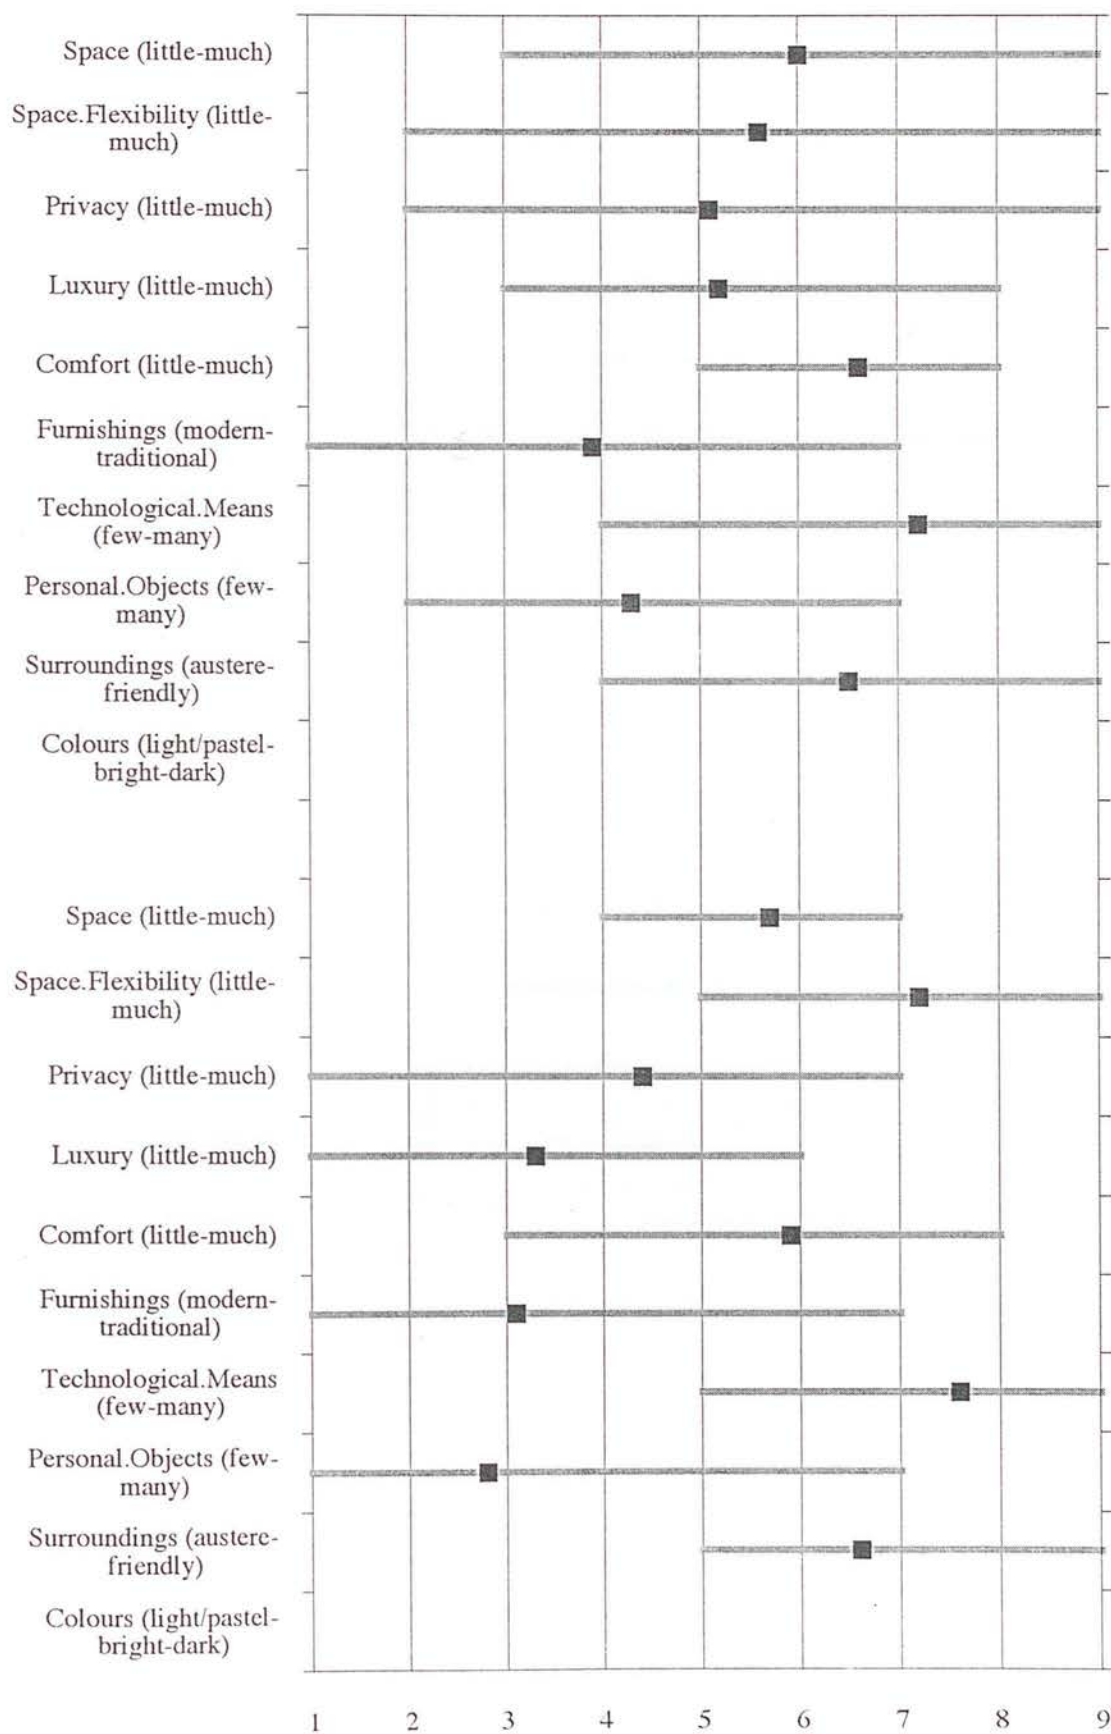 Space (little-much)
Space.Flexibility (little-
much)
Privacy (little-much)
Luxury (little-much)
Comfort (little-much)
Furnishings (modern-
traditional)
Technological.Means
(few-many)
Personal.Objects (few-
many)
Surroundings (austere-
friendly)
Colours (light/pastel-
bright-dark)
Space (little-much)
Space.Flexibility (little-
much)
Privacy (little-much)
Luxury (little-much)
Comfort (little-much)
Furnishings (modern-
traditional)
Technological.Means
(few-many)
Personal.Objects (few-
many)
Surroundings (austere-
friendly)
Colours (light/pastel-
bright-dark)
1 2 3 4 5 6 7 8 9